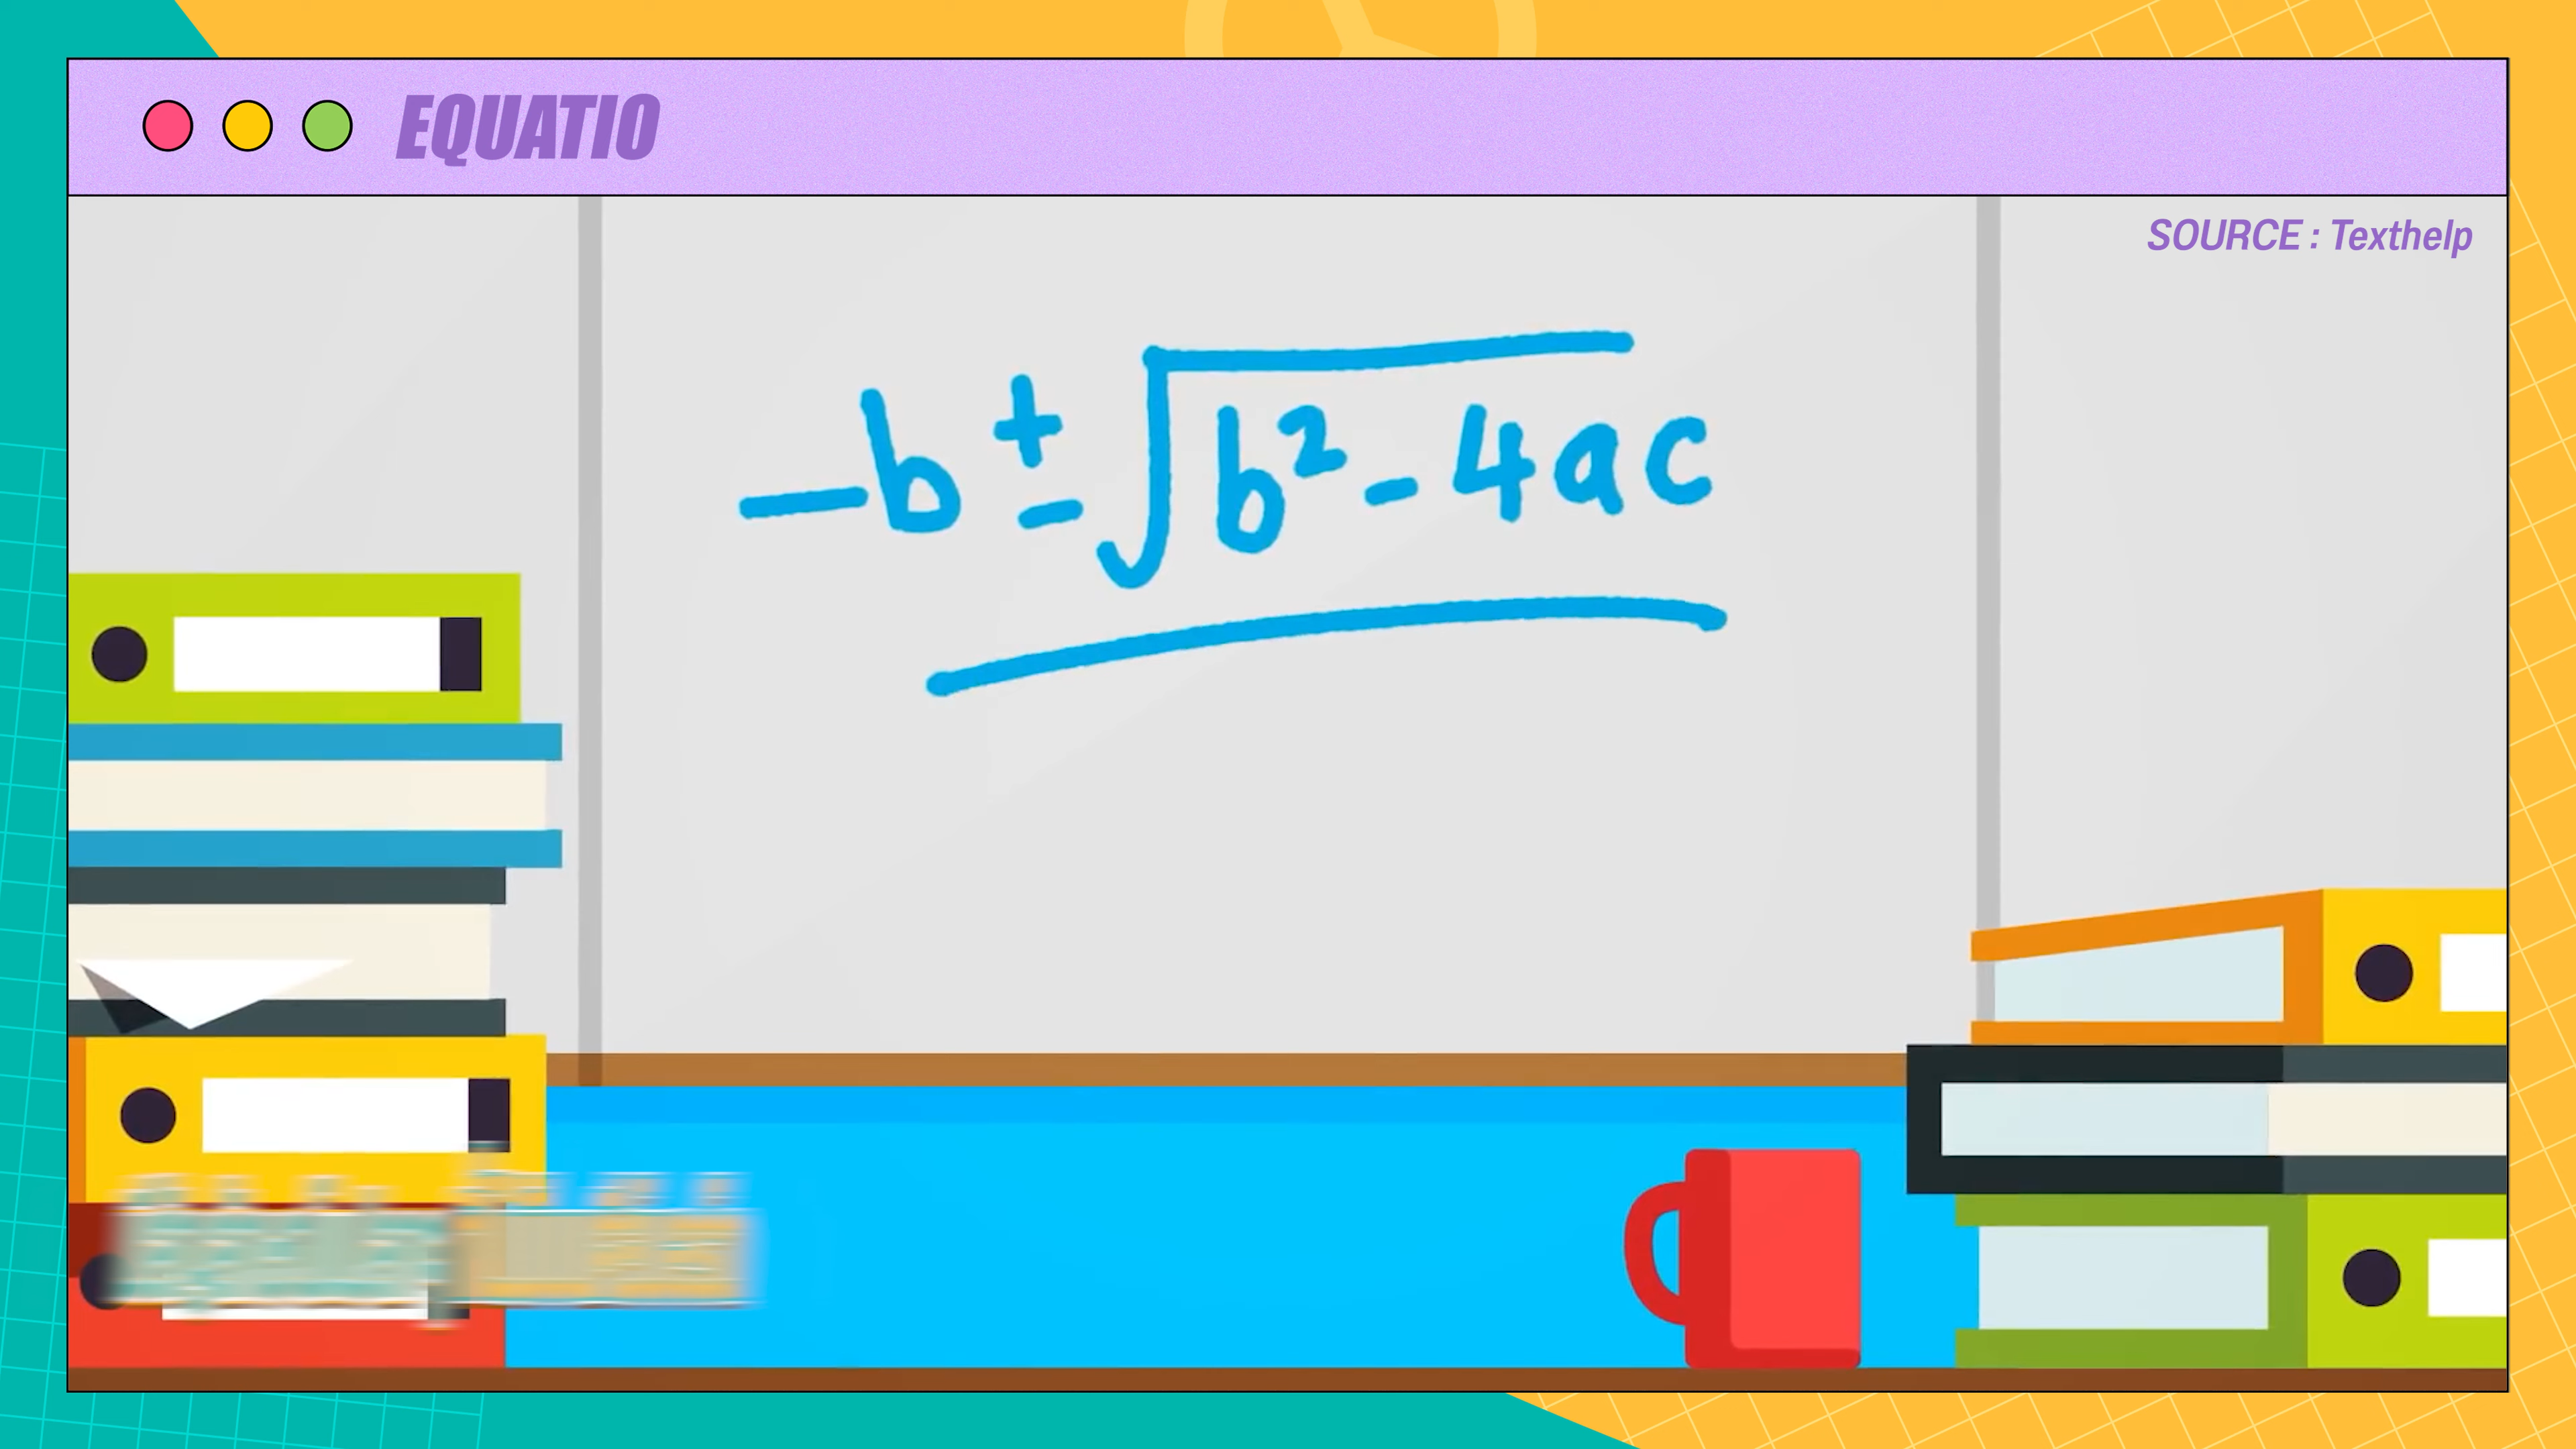 EQUATIO
SOURCE : Texthelp
-b ± √b² - 4ac